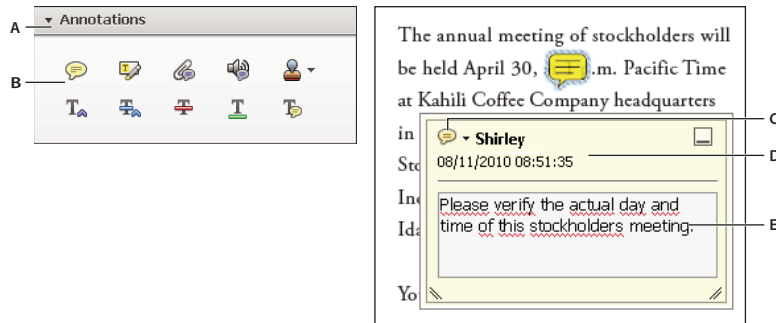 A
Annotations
B
The annual meeting of stockholders will
be held April 30, .m. Pacific Time
at Kahili Coffee Company headquarters
in
Sto
Inc
Ida
Yo
C
Shirley
D
08/11/2010 08:51:35
E
Please verify the actual day and
time of this stockholders meeting.